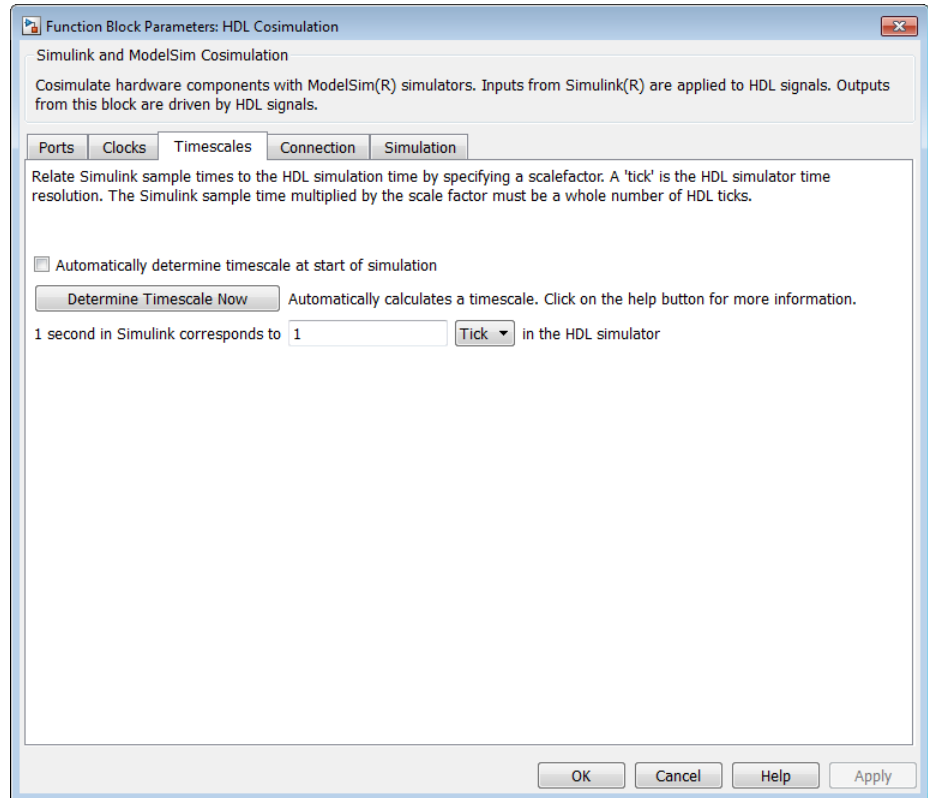 Function Block Parameters: HDL Cosimulation
Simulink and ModelSim Cosimulation
Cosimulate hardware components with ModelSim(R) simulators. Inputs from Simulink(R) are applied to HDL signals. Outputs
from this block are driven by HDL signals.
Ports Clocks Timescales Connection Simulation
Relate Simulink sample times to the HDL simulation time by specifying a scalefactor. A 'tick' is the HDL simulator time
resolution. The Simulink sample time multiplied by the scale factor must be a whole number of HDL ticks.
Automatically determine timescale at start of simulation
Determine Timescale Now Automatically calculates a timescale. Click on the help button for more information.
1 second in Simulink corresponds to 1 Tick in the HDL simulator
OK Cancel Help Apply